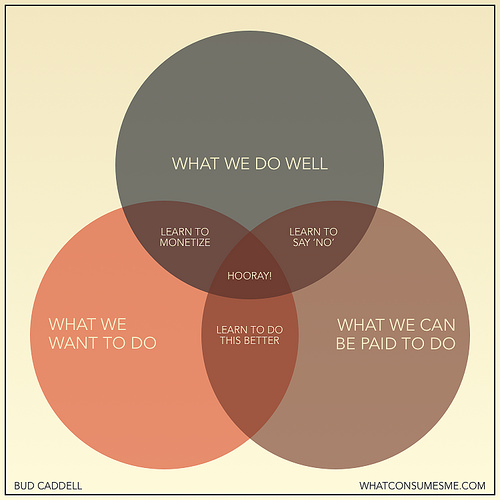 WHAT WE DO WELL
LEARN TO
MONETIZE
LEARN TO
SAY ‘NO’
HOORAY!
WHAT WE
WANT TO DO
LEARN TO DO
THIS BETTER
WHAT WE CAN
BE PAID TO DO
BUD CADDELL
WHATCONSUMESME.COM